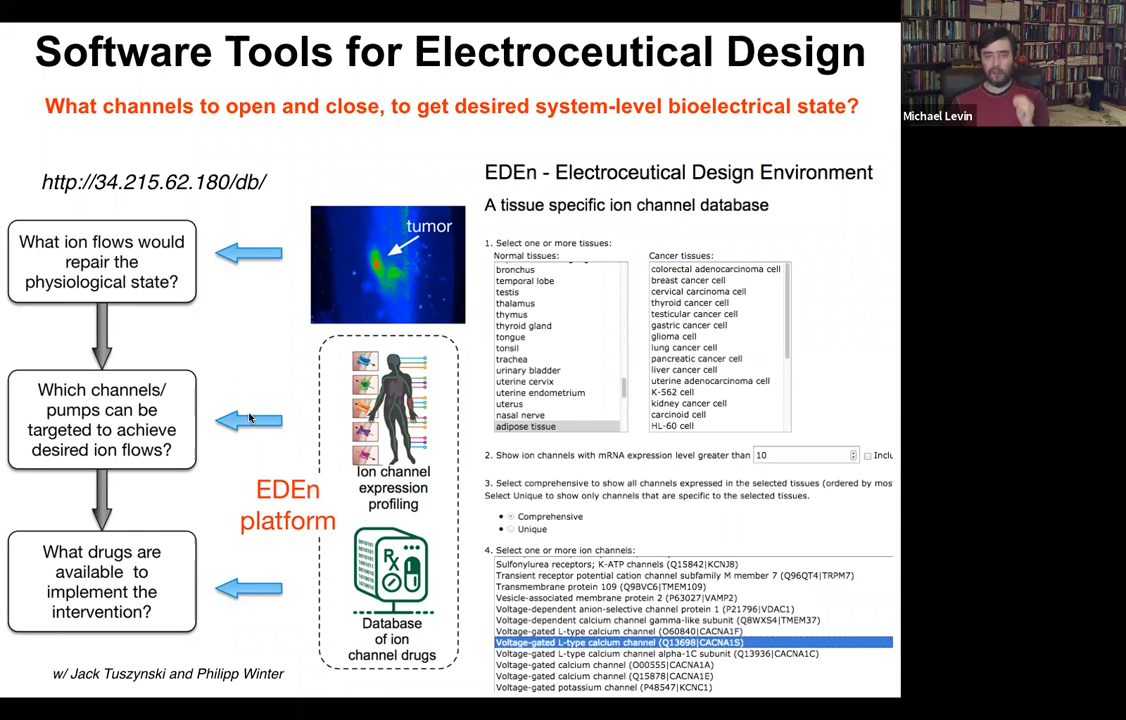 Software Tools for Electroceutical Design
What channels to open and close, to get desired system-level bioelectrical state?
Michael Levin
http://34.215.62.180/db/
What ion flows would
repair the
physiological state?
Which channels/
pumps can be
targeted to achieve
desired ion flows?
What drugs are
available to
implement the
intervention?
w/ Jack Tuszynski and Philipp Winter
tumor
EDEn
platform
Ion channel
expression
profiling
Database
of ion
channel drugs
EDEn - Electroceutical Design Environment
A tissue specific ion channel database
1. Select one or more tissues:
Normal tissues:
bronchus
temporal lobe
testis
thalamus
thymus
thyroid gland
tongue
tonsil
trachea
urinary bladder
uterine cervix
uterine endometrium
uterus
nasal nerve
adipose tissue
Cancer tissues:
colorectal adenocarcinoma cell
breast cancer cell
cervical carcinoma cell
thyroid cancer cell
testicular cancer cell
gastric cancer cell
glioma cell
lung cancer cell
pancreatic cancer cell
liver cancer cell
uterine adenocarcinoma cell
K-562 cell
kidney cancer cell
carcinoid cell
HL-60 cell
2. Show ion channels with mRNA expression level greater than 10 Inclu
3. Select comprehensive to show all channels expressed in the selected tissues (ordered by mos
Select Unique to show only channels that are specific to the selected tissues.
• Comprehensive
• Unique
4. Select one or more ion channels:
Sulfonylurea receptors; K-ATP channels (Q15842|KCNJ8)
Transient receptor potential cation channel subfamily M member 7 (Q96QT4|TRPM7)
Transmembrane protein 109 (Q9BVC6|TMEM109)
Vesicle-associated membrane protein 2 (P63027|VAMP2)
Voltage-dependent anion-selective channel protein 1 (P21796|VDAC1)
Voltage-dependent calcium channel gamma-like subunit (Q8WXS4|TMEM37)
Voltage-gated L-type calcium channel (O60840|CACNA1F)
Voltage-gated L-type calcium channel (Q13698|CACNA1S)
Voltage-gated L-type calcium channel alpha-1C subunit (Q13936|CACNA1C)
Voltage-gated calcium channel (O00555|CACNA1A)
Voltage-gated calcium channel (Q15878|CACNA1E)
Voltage-gated potassium channel (P48547|KCNC1)